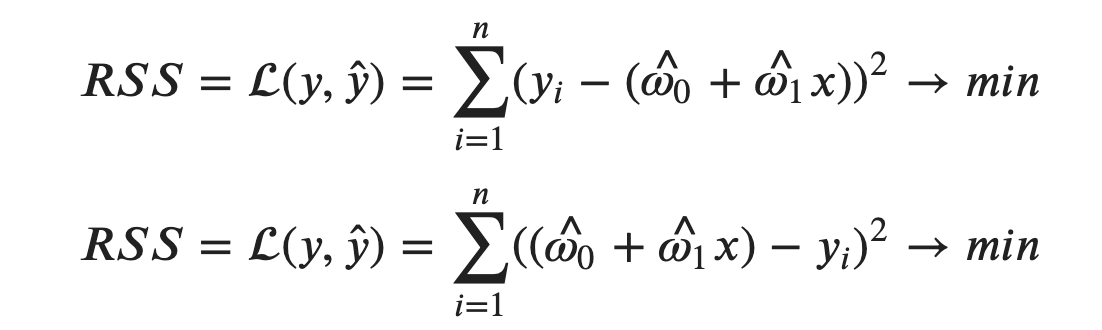 RSS = ℒ(y, ŷ) = ∑_{i=1}^{n}(y_i − (ω̂_0 + ω̂_1 x))^2 → min
RSS = ℒ(y, ŷ) = ∑_{i=1}^{n}((ω̂_0 + ω̂_1 x) − y_i)^2 → min